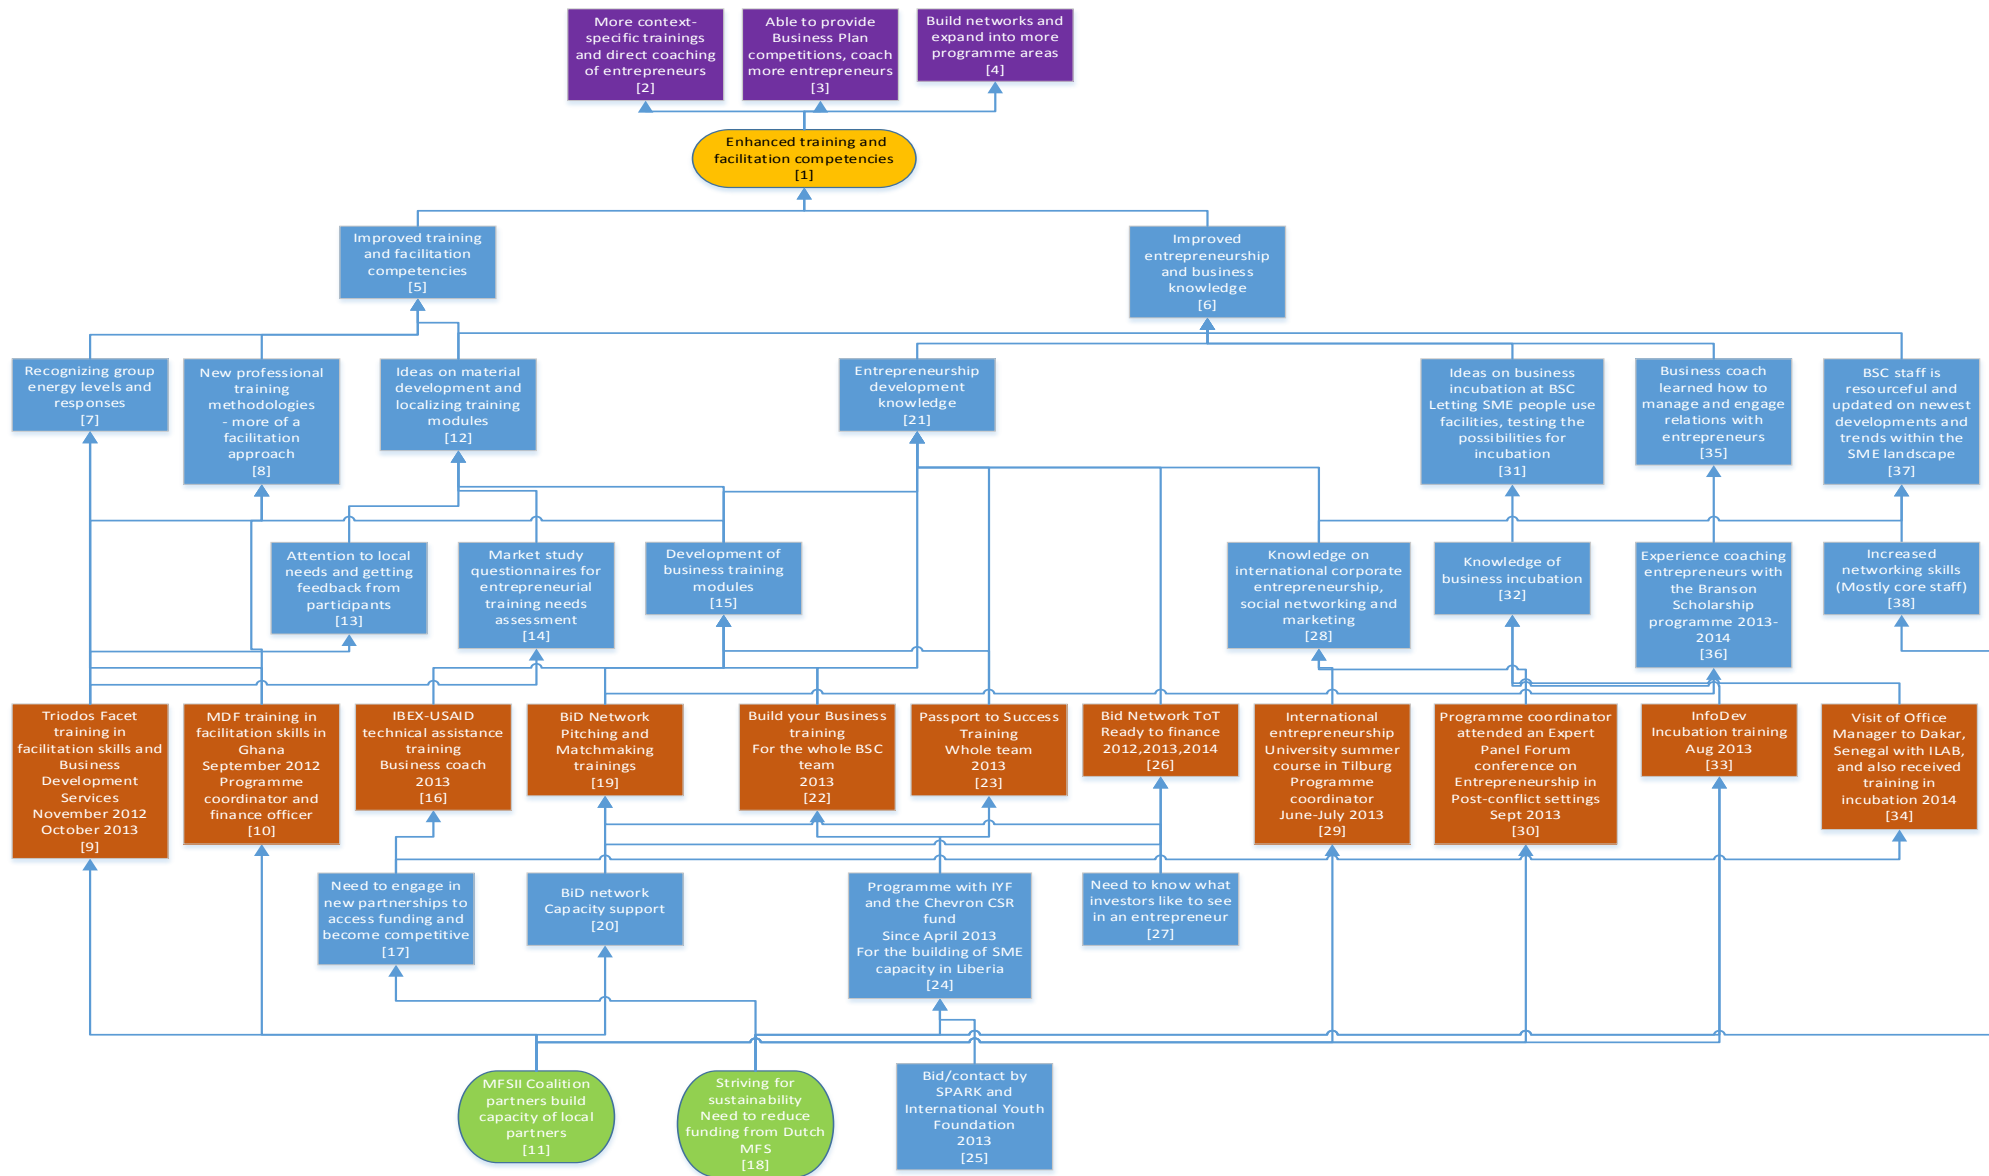 More context-
specific trainings
and direct coaching
of entrepreneurs
[2]
Able to provide
Business Plan
competitions, coach
more entrepreneurs
[3]
Build networks and
expand into more
programme areas
[4]
Enhanced training and
facilitation competencies
[1]
Improved training
and facilitation
competencies
[5]
Improved
entrepreneurship
and business
knowledge
[6]
Recognizing group
energy levels and
responses
[7]
New professional
training
methodologies
- more of a
facilitation
approach
[8]
Ideas on material
development and
localizing training
modules
[12]
Entrepreneurship
development
knowledge
[21]
Ideas on business
incubation at BSC
Letting SME people use
facilities, testing the
possibilities for
incubation
[31]
Business coach
learned how to
manage and engage
relations with
entrepreneurs
[35]
BSC staff is
resourceful and
updated on newest
developments and
trends within the
SME landscape
[37]
Attention to local
needs and getting
feedback from
participants
[13]
Market study
questionnaires for
entrepreneurial
training needs
assessment
[14]
Development of
business training
modules
[15]
Knowledge on
international corporate
entrepreneurship,
social networking and
marketing
[28]
Knowledge of
business incubation
[32]
Experience coaching
entrepreneurs with
the Branson
Scholarship
programme 2013-
2014
[36]
Increased
networking skills
(Mostly core staff)
[38]
Triodos Facet
training in
facilitation skills and
Business
Development
Services
November 2012
October 2013
[9]
MDF training in
facilitation skills in
Ghana
September 2012
Programme
coordinator and
finance officer
[10]
IBEX-USAID
technical assistance
training
Business coach
2013
[16]
BiD Network
Pitching and
Matchmaking
trainings
[19]
Build your Business
training
For the whole BSC
team
2013
[22]
Passport to Success
Training
Whole team
2013
[23]
Bid Network ToT
Ready to finance
2012,2013,2014
[26]
International
entrepreneurship
University summer
course in Tilburg
Programme
coordinator
June-July 2013
[29]
Programme coordinator
attended an Expert
Panel Forum
conference on
Entrepreneurship in
Post-conflict settings
Sept 2013
[30]
InfoDev
Incubation training
Aug 2013
[33]
Visit of Office
Manager to Dakar,
Senegal with ILAB,
and also received
training in
incubation 2014
[34]
Need to engage in
new partnerships to
access funding and
become competitive
[17]
BiD network
Capacity support
[20]
Programme with IYF
and the Chevron CSR
fund
Since April 2013
For the building of SME
capacity in Liberia
[24]
Need to know what
investors like to see
in an entrepreneur
[27]
MFSII Coalition
partners build
capacity of local
partners
[11]
Striving for
sustainability
Need to reduce
funding from Dutch
MFS
[18]
Bid/contact by
SPARK and
International Youth
Foundation
2013
[25]